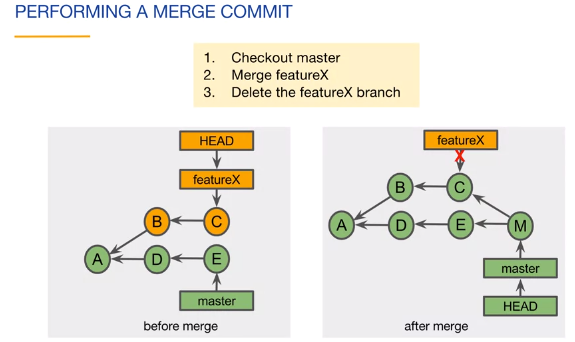 PERFORMING A MERGE COMMIT
1. Checkout master
2. Merge featureX
3. Delete the featureX branch
HEAD
featureX
B
C
A
D
E
master
before merge
featureX
B
C
A
D
E
M
master
HEAD
after merge